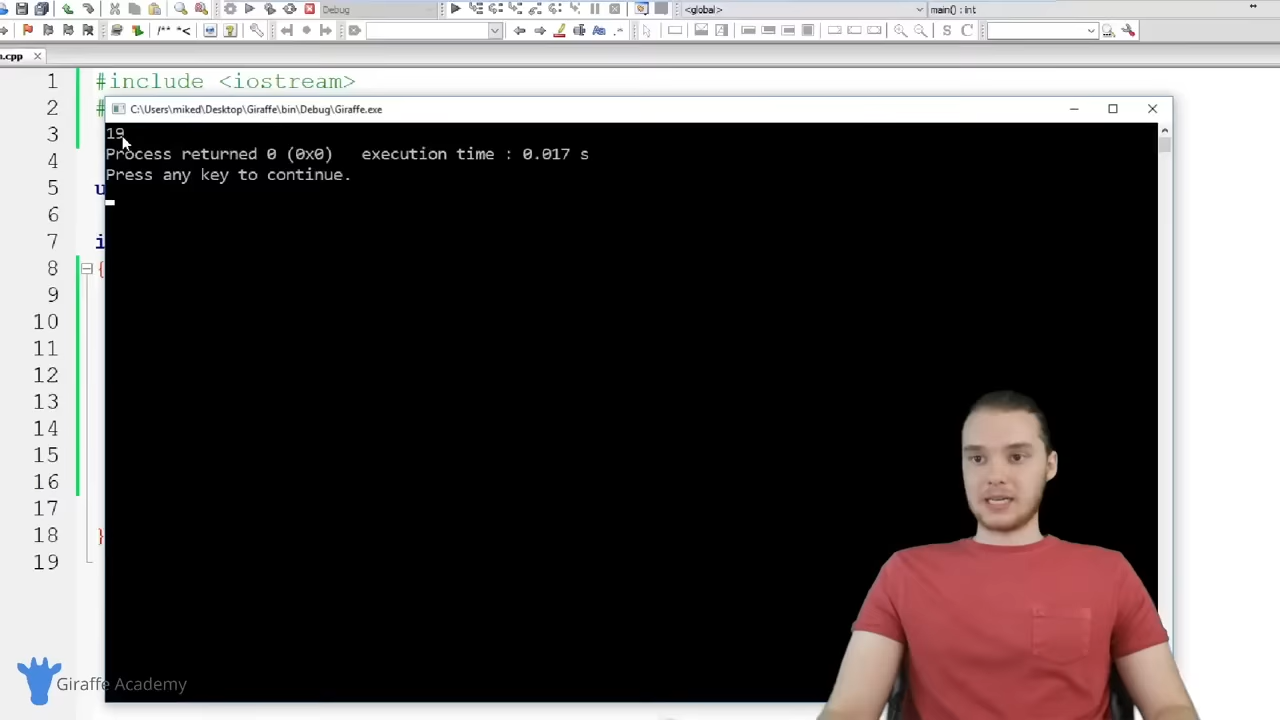 Debug
<global>
main() : int
.cpp
1 #include <iostream>
2 #
3
4
5 u
6
7 i
8 {
9
10
11
12
13
14
15
16
17
18 }
19
C:\Users\miked\Desktop\Giraffe\bin\Debug\Giraffe.exe
19
Process returned 0 (0x0) execution time : 0.017 s
Press any key to continue.
Giraffe Academy